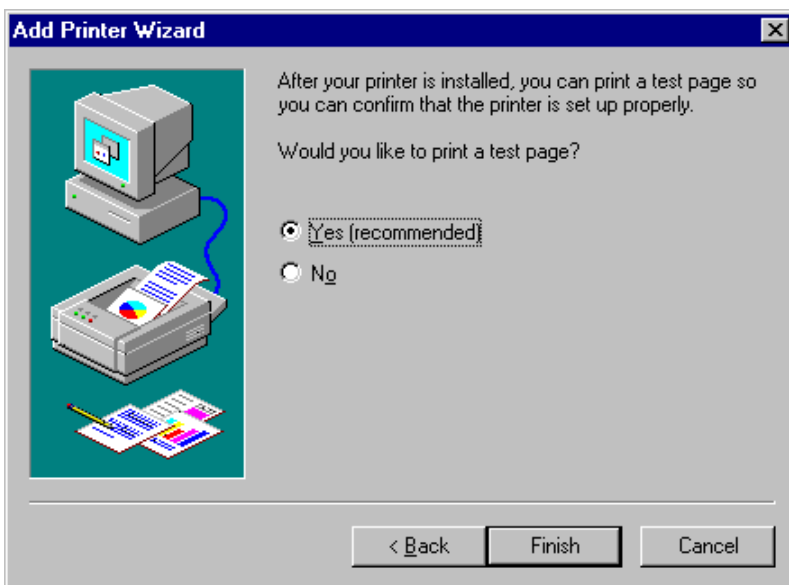 Add Printer Wizard
After your printer is installed, you can print a test page so
you can confirm that the printer is set up properly.
Would you like to print a test page?
Yes (recommended)
No
< Back
Finish
Cancel